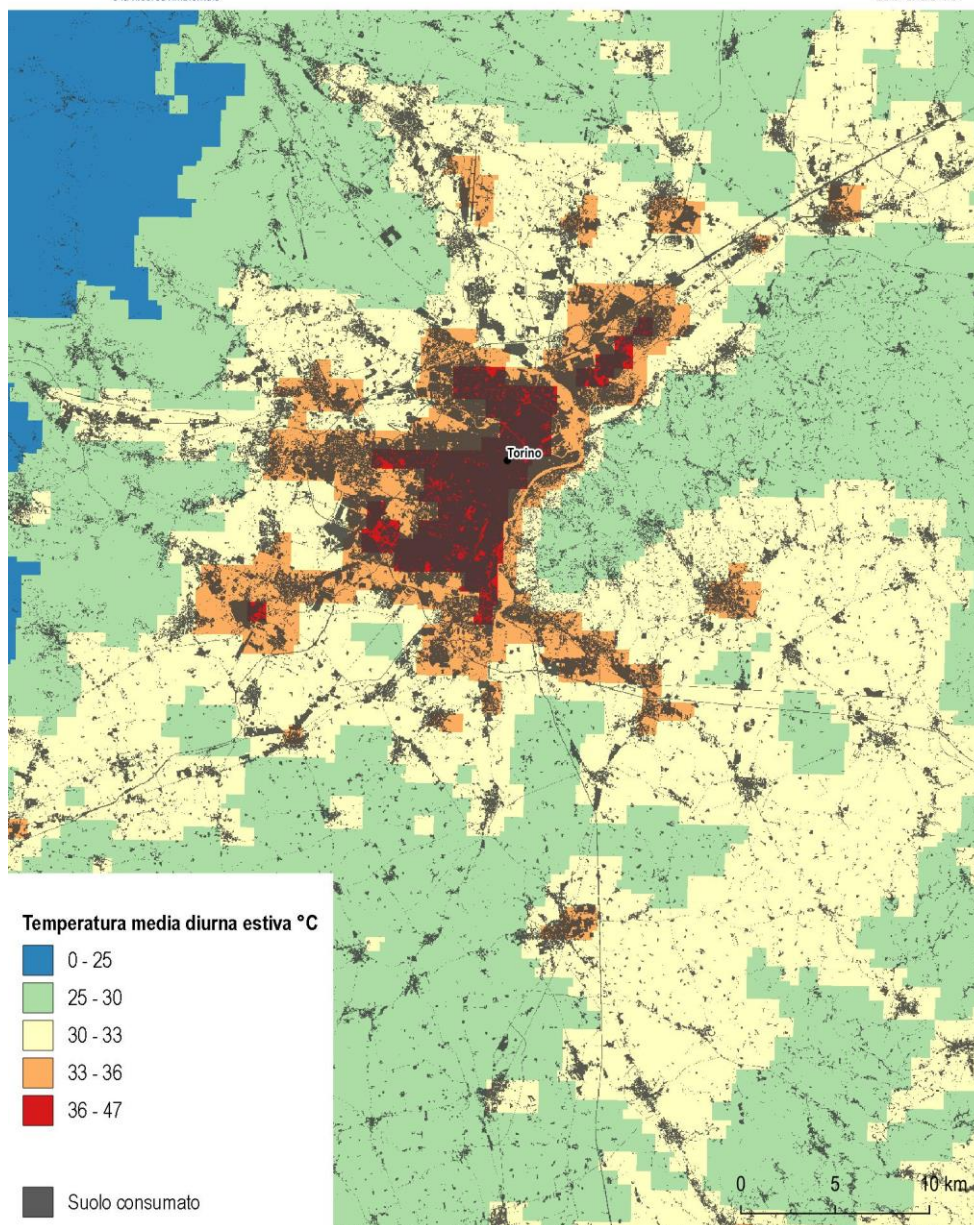 Torino
Temperatura media diurna estiva °C
0 - 25
25 - 30
30 - 33
33 - 36
36 - 47
Suolo consumato
0 5 10 km